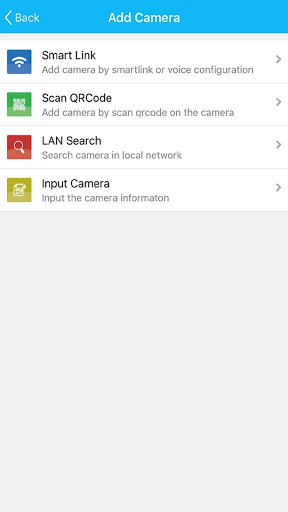 Back
Add Camera
Smart Link
Add camera by smartlink or voice configuration
Scan QRCode
Add camera by scan qrcode on the camera
LAN Search
Search camera in local network
Input Camera
Input the camera informaton